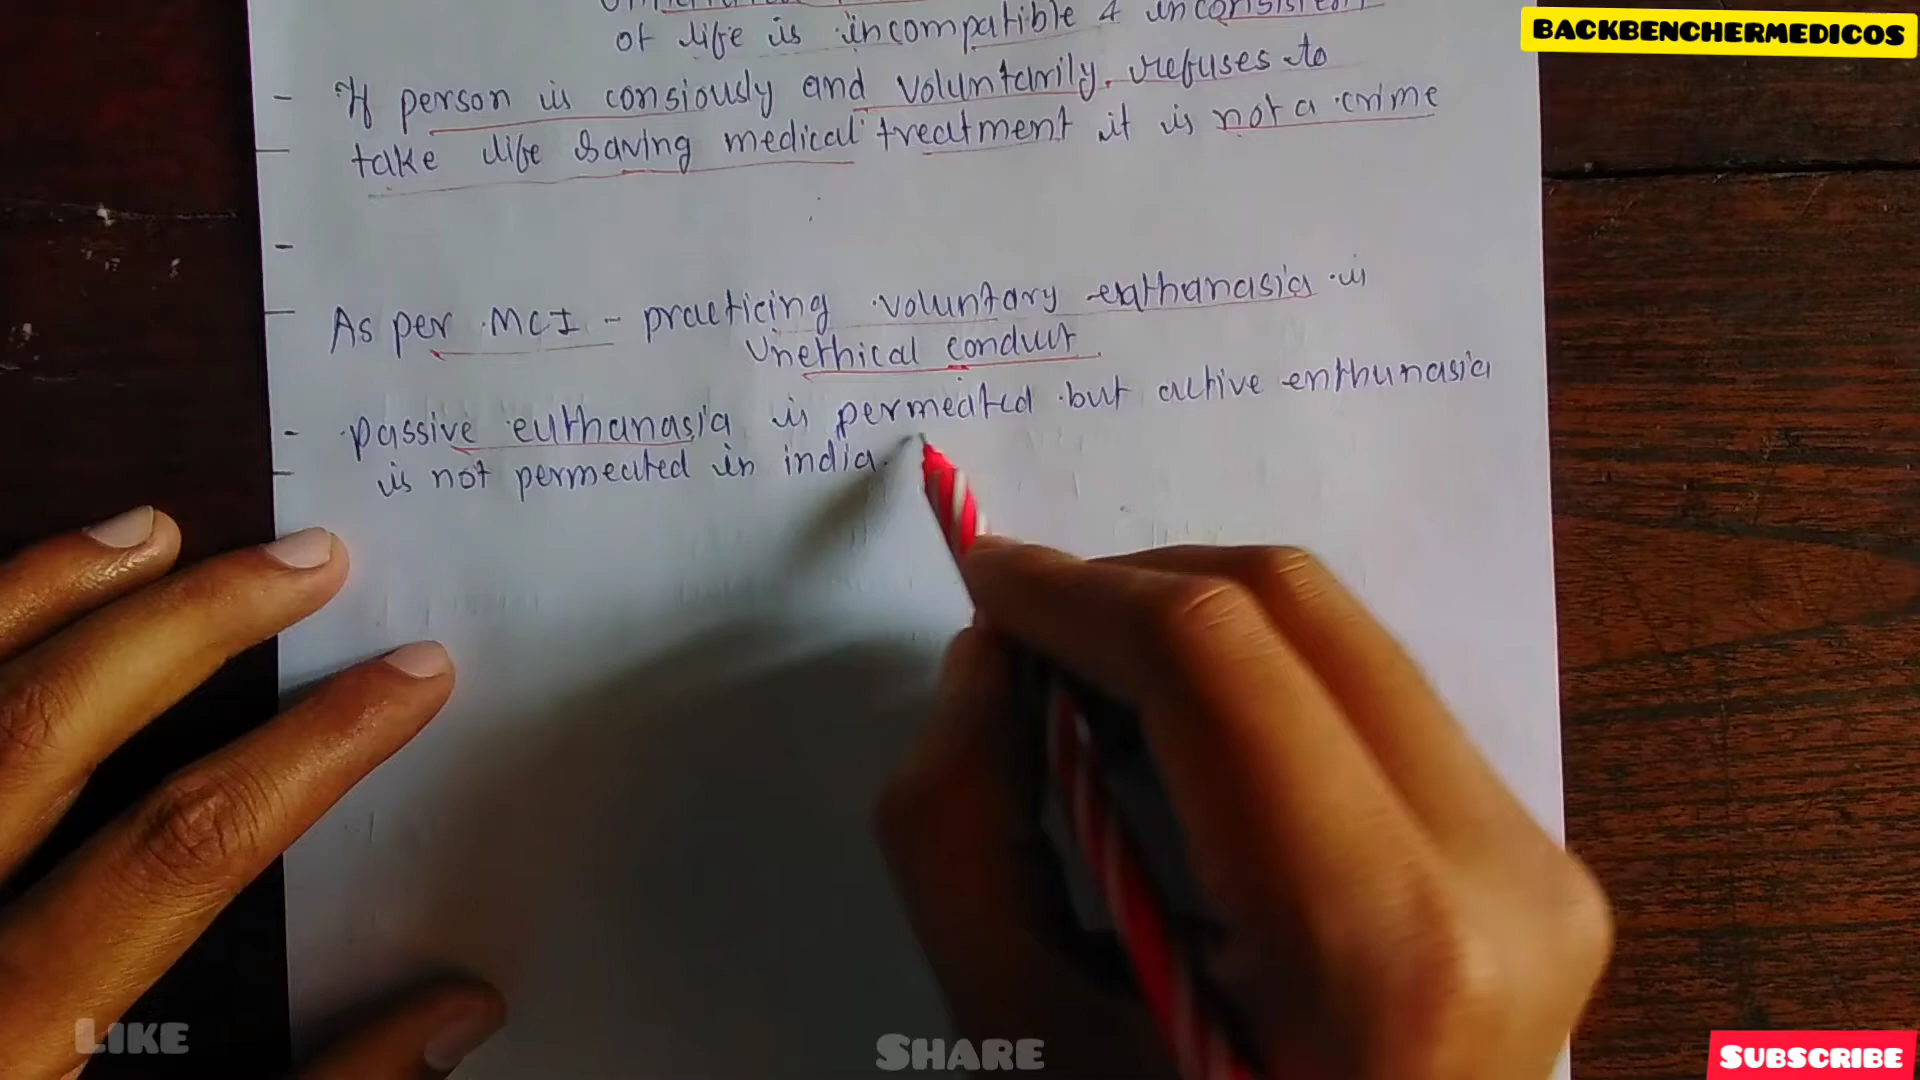 of life is incompatible & inconsistent
BACKBENCHERMEDICOS
If person is consiously and voluntarily refuses to
take life saving medical treatment it is not a crime
As per MCI - practicing voluntary euthanasia is
Unethical conduct
- passive euthanasia is permeated but active enthunasia
is not permeated in india.
LIKE
SHARE
SUBSCRIBE